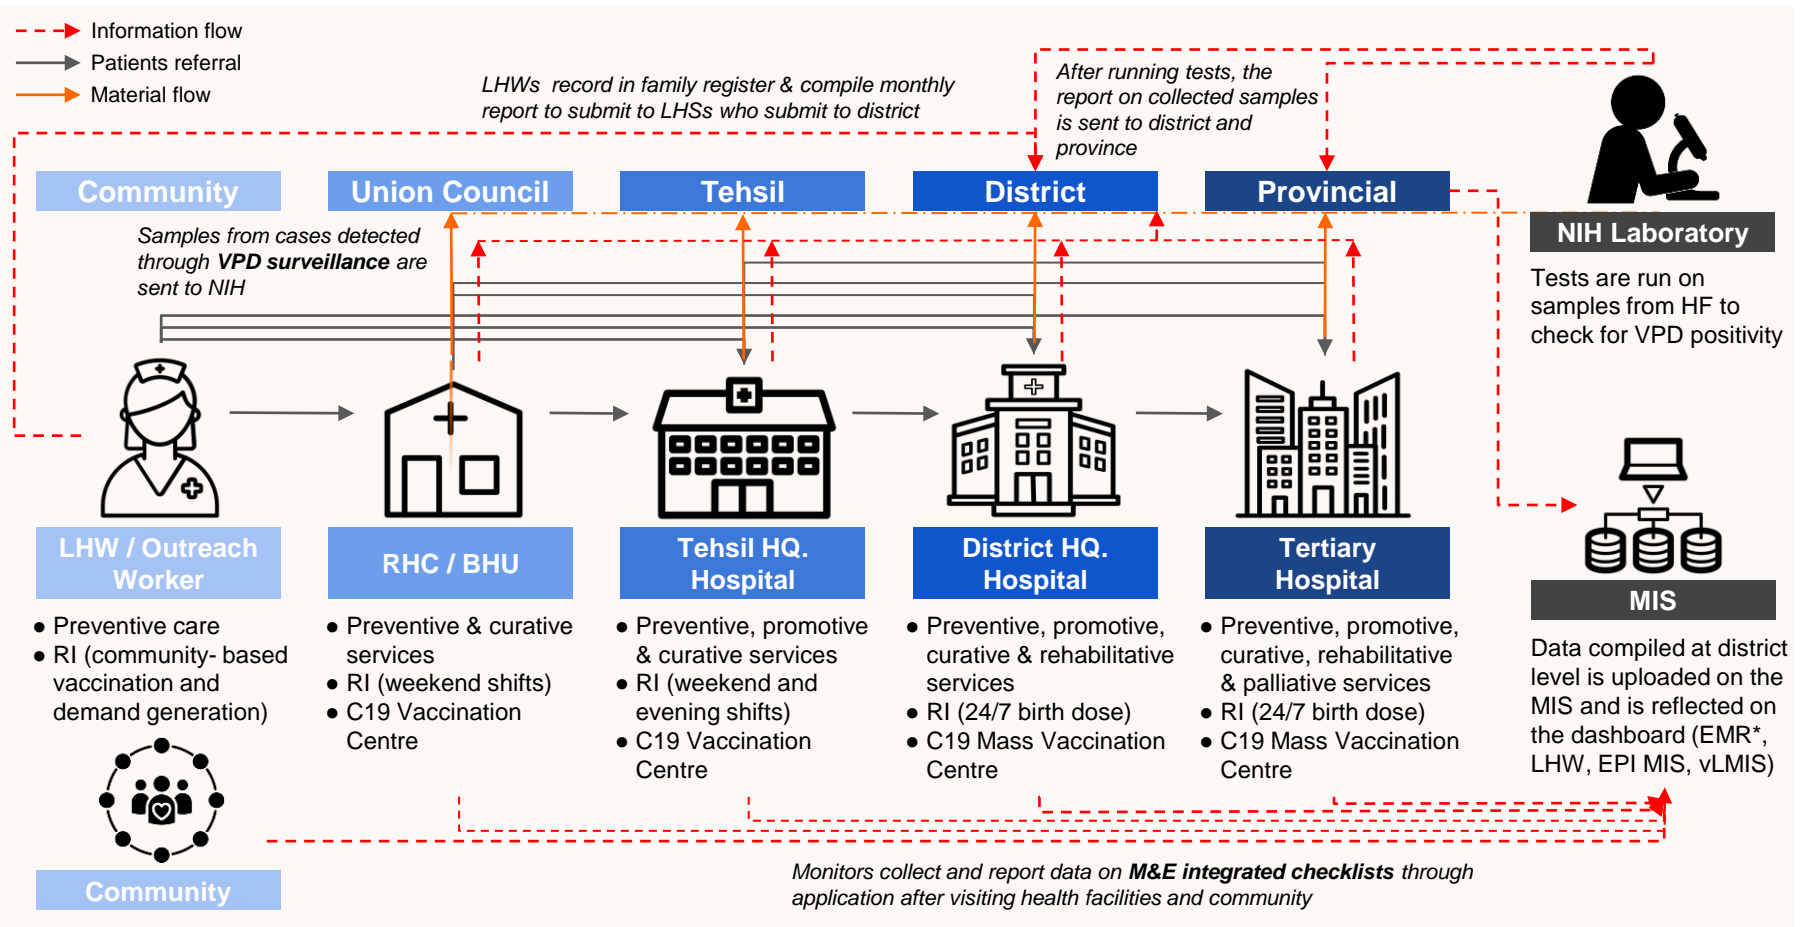 Information flow
Patients referral
Material flow
LHWs record in family register & compile monthly
report to submit to LHSs who submit to district
After running tests, the
report on collected samples
is sent to district and
province
Community
Union Council
Tehsil
District
Provincial
Samples from cases detected
through VPD surveillance are
sent to NIH
NIH Laboratory
Tests are run on
samples from HF to
check for VPD positivity
LHW / Outreach
Worker
RHC / BHU
Tehsil HQ.
Hospital
District HQ.
Hospital
Tertiary
Hospital
MIS
● Preventive care
● RI (community- based
vaccination and
demand generation)
● Preventive & curative
services
● RI (weekend shifts)
● C19 Vaccination
Centre
● Preventive, promotive
& curative services
● RI (weekend and
evening shifts)
● C19 Vaccination
Centre
● Preventive, promotive,
curative & rehabilitative
services
● RI (24/7 birth dose)
● C19 Mass Vaccination
Centre
● Preventive, promotive,
curative, rehabilitative
& palliative services
● RI (24/7 birth dose)
● C19 Mass Vaccination
Centre
Data compiled at district
level is uploaded on the
MIS and is reflected on
the dashboard (EMR*,
LHW, EPI MIS, vLMIS)
Community
Monitors collect and report data on M&E integrated checklists through
application after visiting health facilities and community